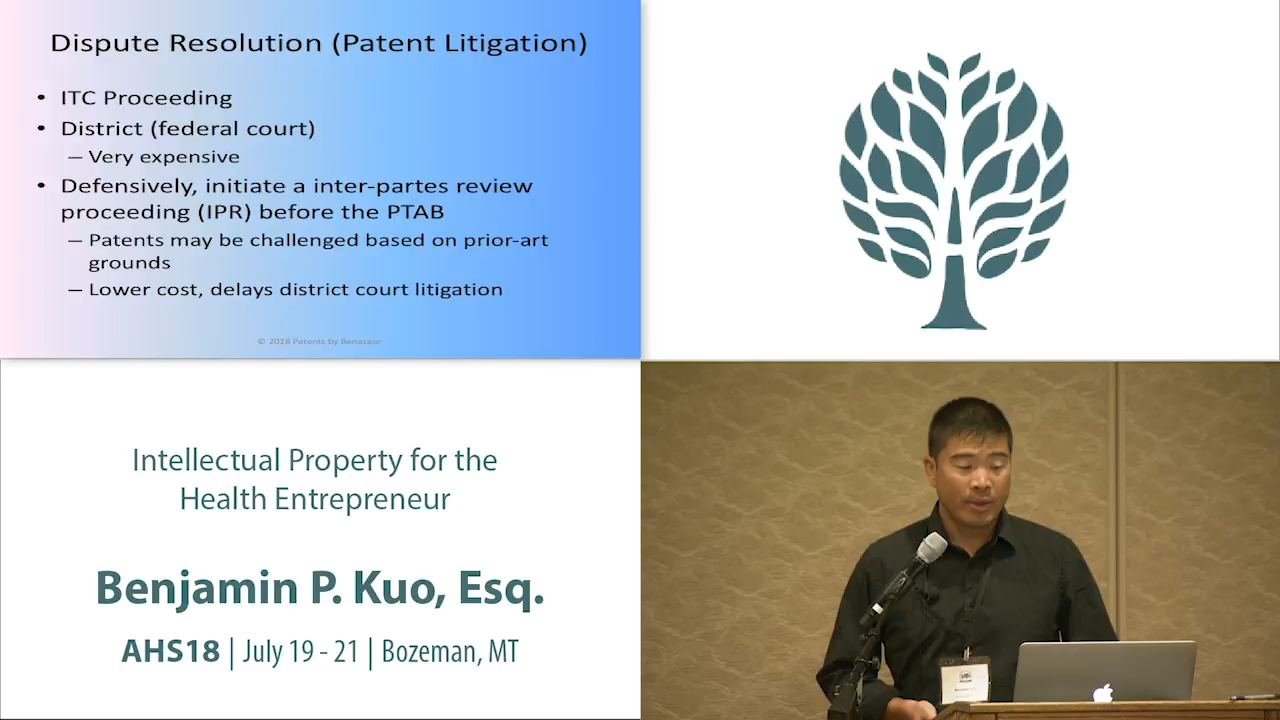 Dispute Resolution (Patent Litigation)
• ITC Proceeding
• District (federal court)
– Very expensive
• Defensively, initiate a inter-partes review
proceeding (IPR) before the PTAB
– Patents may be challenged based on prior-art
grounds
– Lower cost, delays district court litigation
© 2018 Patents by Benasaur
Intellectual Property for the
Health Entrepreneur
Benjamin P. Kuo, Esq.
AHS18 | July 19 - 21 | Bozeman, MT